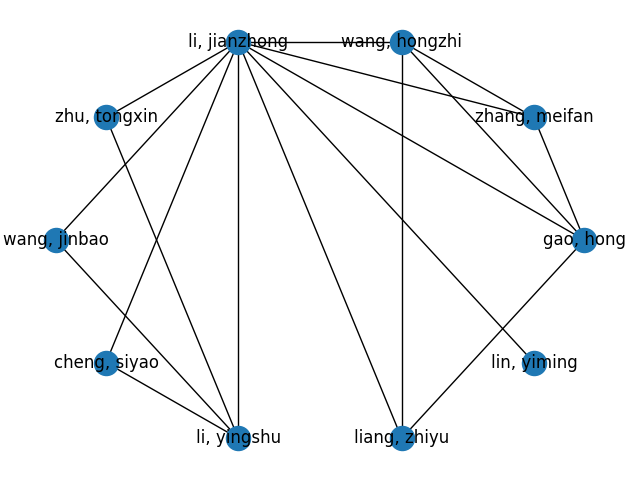 li, jianzhong
wang, hongzhi
zhu, tongxin
zhang, meifan
wang, jinbao
gao, hong
cheng, siyao
lin, yiming
li, yingshu
liang, zhiyu